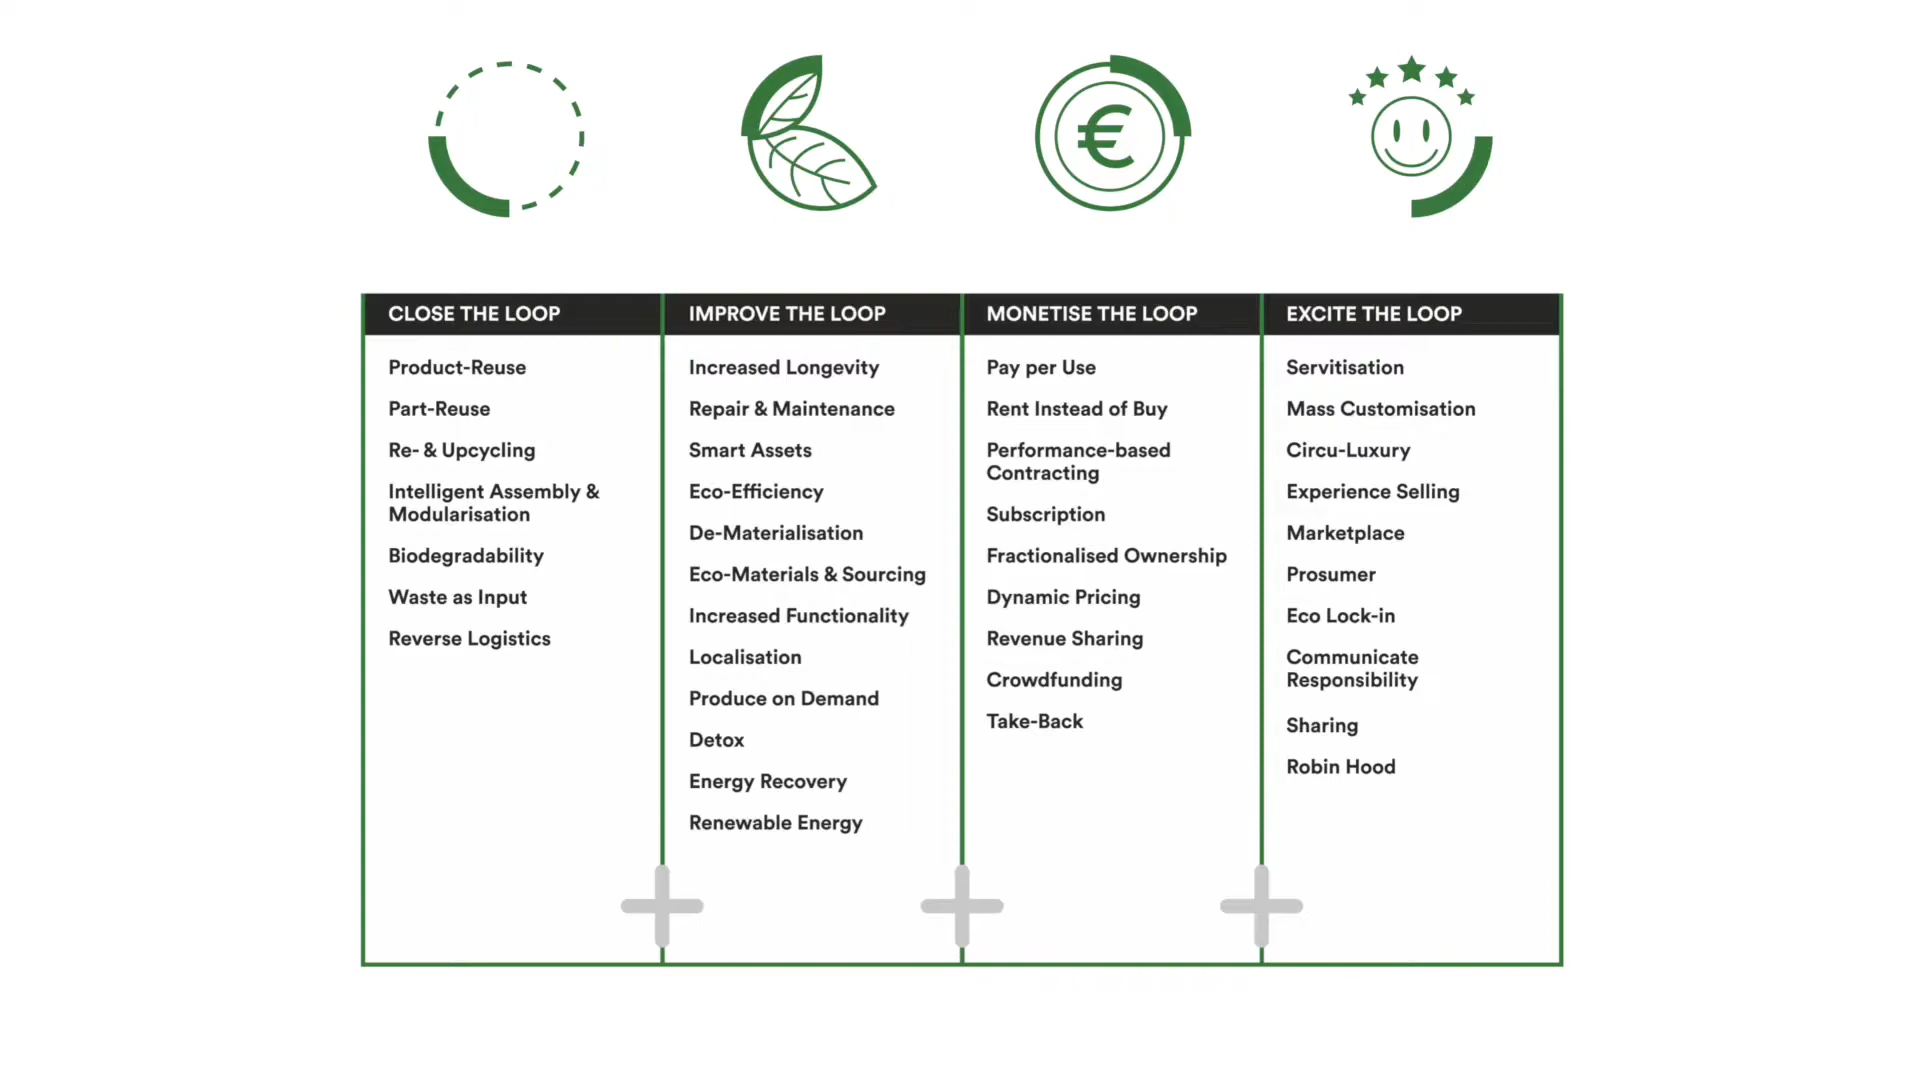 €
CLOSE THE LOOP
Product-Reuse
Part-Reuse
Re- & Upcycling
Intelligent Assembly &
Modularisation
Biodegradability
Waste as Input
Reverse Logistics
IMPROVE THE LOOP
Increased Longevity
Repair & Maintenance
Smart Assets
Eco-Efficiency
De-Materialisation
Eco-Materials & Sourcing
Increased Functionality
Localisation
Produce on Demand
Detox
Energy Recovery
Renewable Energy
MONETISE THE LOOP
Pay per Use
Rent Instead of Buy
Performance-based
Contracting
Subscription
Fractionalised Ownership
Dynamic Pricing
Revenue Sharing
Crowdfunding
Take-Back
EXCITE THE LOOP
Servitisation
Mass Customisation
Circu-Luxury
Experience Selling
Marketplace
Prosumer
Eco Lock-in
Communicate
Responsibility
Sharing
Robin Hood